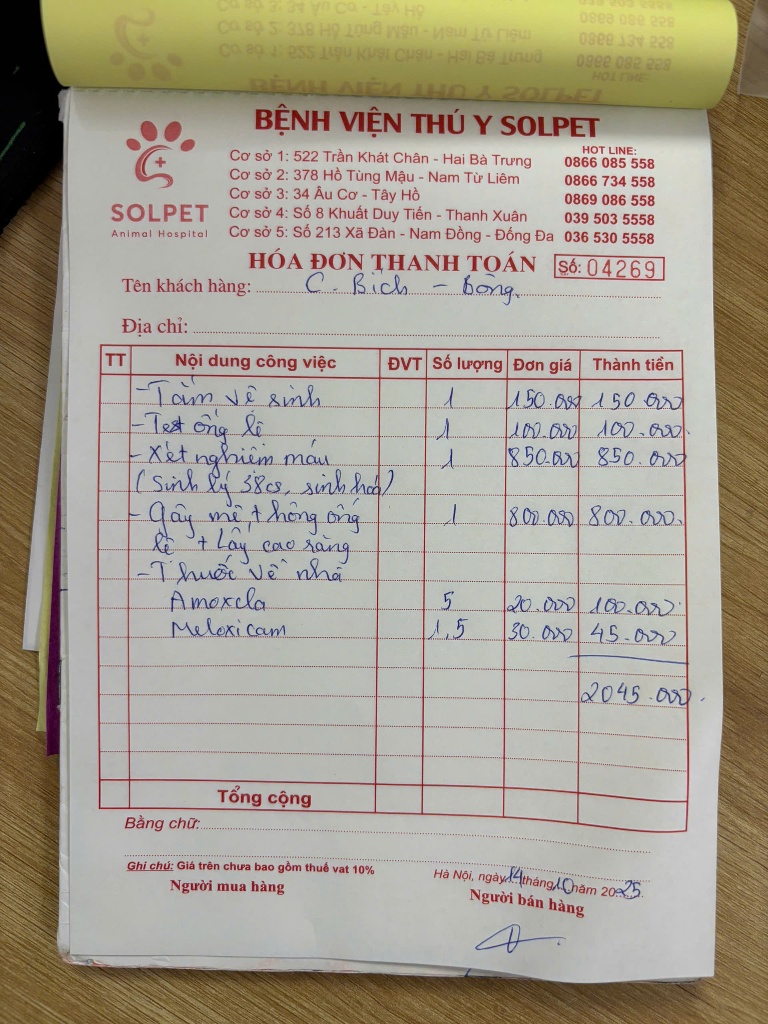 BỆNH VIỆN THÚ Y SOLPET
HOT LINE:
Cơ sở 1: 522 Trần Khát Chân - Hai Bà Trưng 0866 085 558
Cơ sở 2: 378 Hồ Tùng Mậu - Nam Từ Liêm 0866 734 558
Cơ sở 3: 34 Âu Cơ - Tây Hồ 0869 086 558
Cơ sở 4: Số 8 Khuất Duy Tiến - Thanh Xuân 039 503 5558
Cơ sở 5: Số 213 Xã Đàn - Nam Đồng - Đống Đa 036 530 5558
SOLPET
Animal Hospital
HÓA ĐƠN THANH TOÁN Số: 04269
Tên khách hàng: C. Bích - Bông.
Địa chỉ:
TT Nội dung công việc ĐVT Số lượng Đơn giá Thành tiền
- Tắm vệ sinh 1 150.000 150.000
- Test ống lệ 1 100.000 100.000.
- Xét nghiệm máu 1 850.000 850.000
(Sinh lý 38cs, sinh hoá)
- Gây mê + thông ống 1 800.000 800.000.
lệ + Lấy cao răng
- Thuốc về nhà
Amoxcla 5 20.000 100.000.
Meloxicam 1,5 30.000 45.000
2045.000.
Tổng cộng
Bằng chữ:
Ghi chú: Giá trên chưa bao gồm thuế vat 10%
Hà Nội, ngày 14 tháng 10 năm 2025
Người mua hàng Người bán hàng